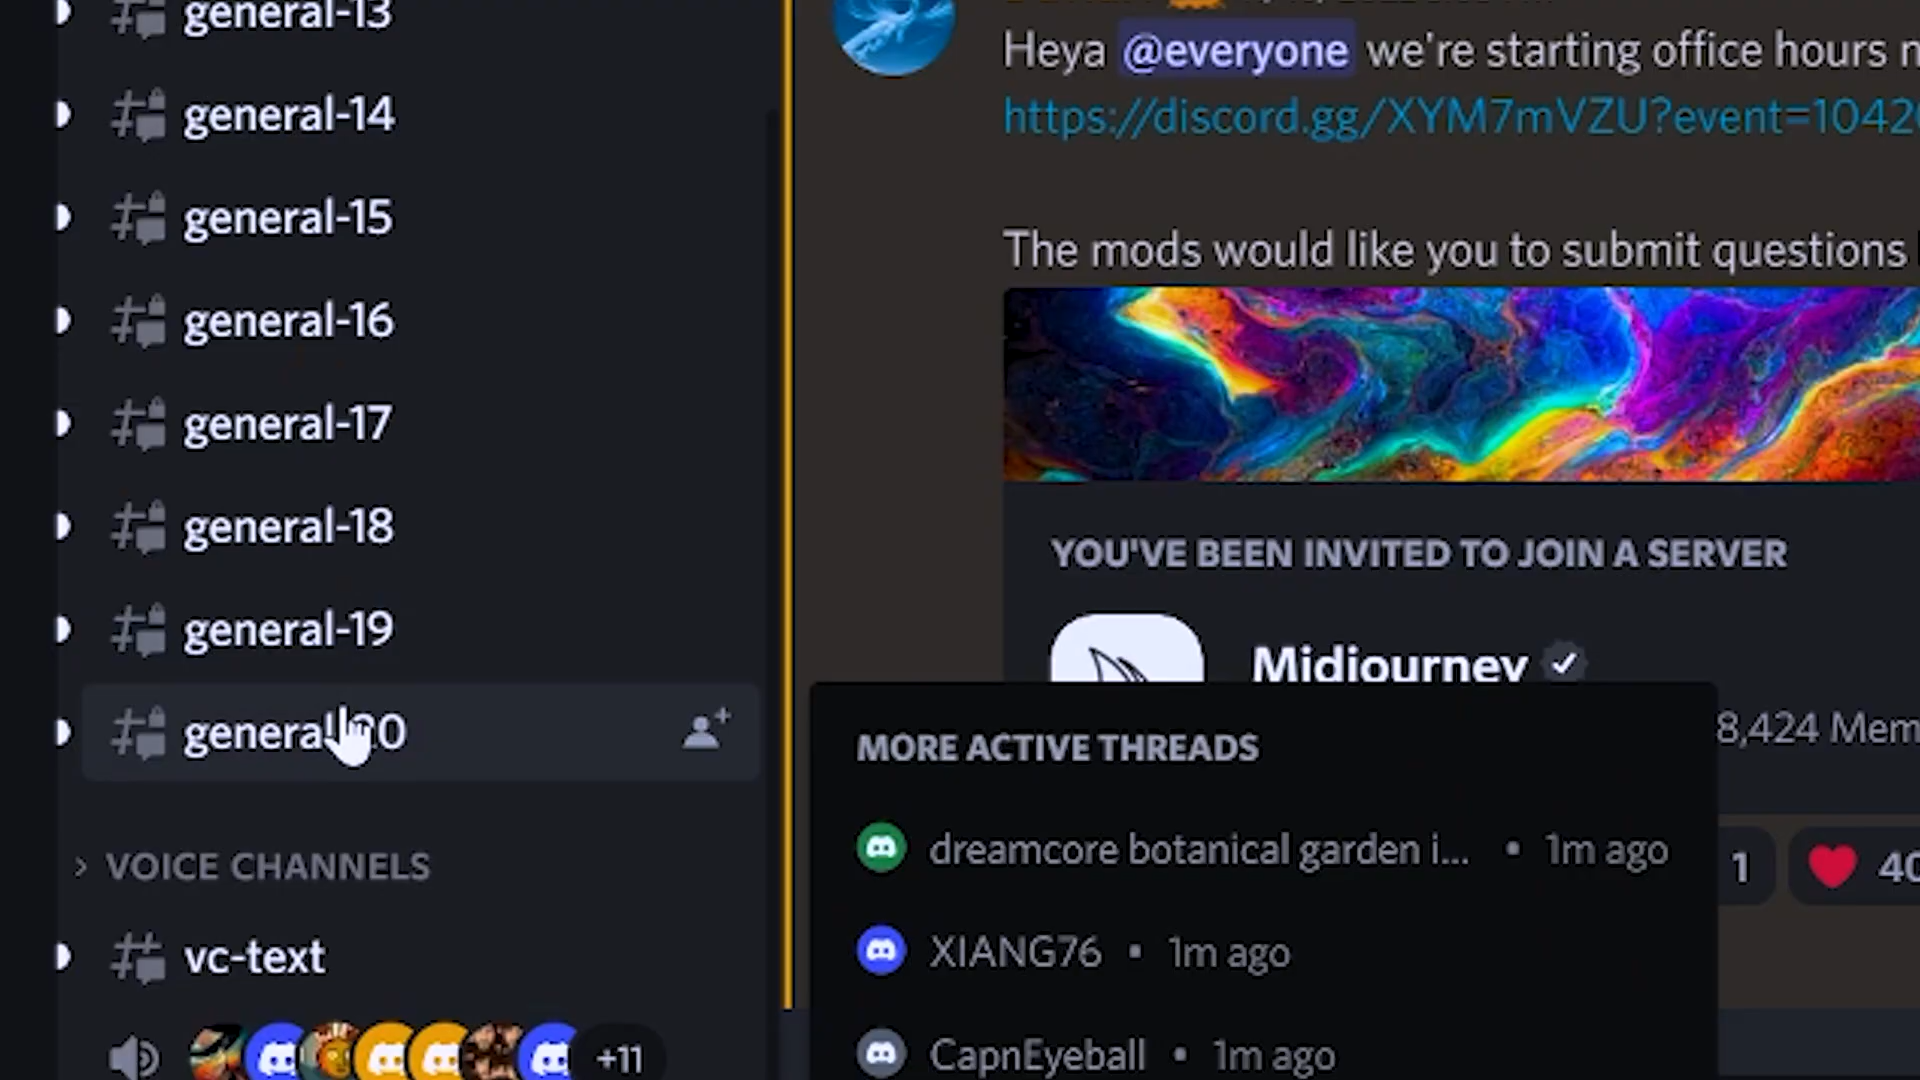 general-13
general-14
general-15
general-16
general-17
general-18
general-19
VOICE CHANNELS
vc-text
+11
Heya @everyone we're starting office hours
https://discord.gg/XYM7mVZU?event=1042
The mods would like you to submit questions
YOU'VE BEEN INVITED TO JOIN A SERVER
Midjourney
8,424
MORE ACTIVE THREADS
dreamcore botanical garden i... • 1m ago
XIANG76 • 1m ago
CapnEyeball • 1m ago
1
40